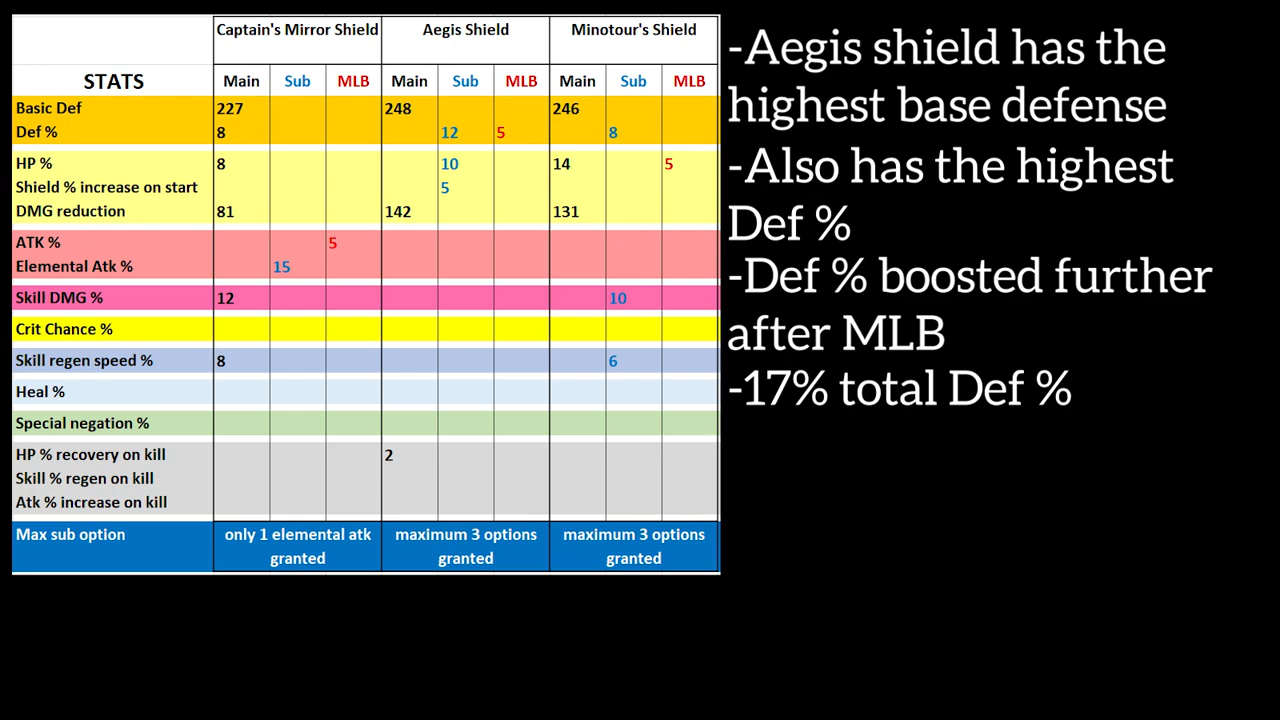 Captain's Mirror Shield Aegis Shield Minotour's Shield
STATS Main Sub MLB Main Sub MLB Main Sub MLB
Basic Def 227 248 246
Def % 8 12 5 8
HP % 8 10 14 5
Shield % increase on start 5
DMG reduction 81 142 131
ATK % 5
Elemental Atk % 15
Skill DMG % 12 10
Crit Chance %
Skill regen speed % 8 6
Heal %
Special negation %
HP % recovery on kill 2
Skill % regen on kill
Atk % increase on kill
Max sub option only 1 elemental atk maximum 3 options maximum 3 options
granted granted granted
-Aegis shield has the
highest base defense
-Also has the highest
Def %
-Def % boosted further
after MLB
-17% total Def %